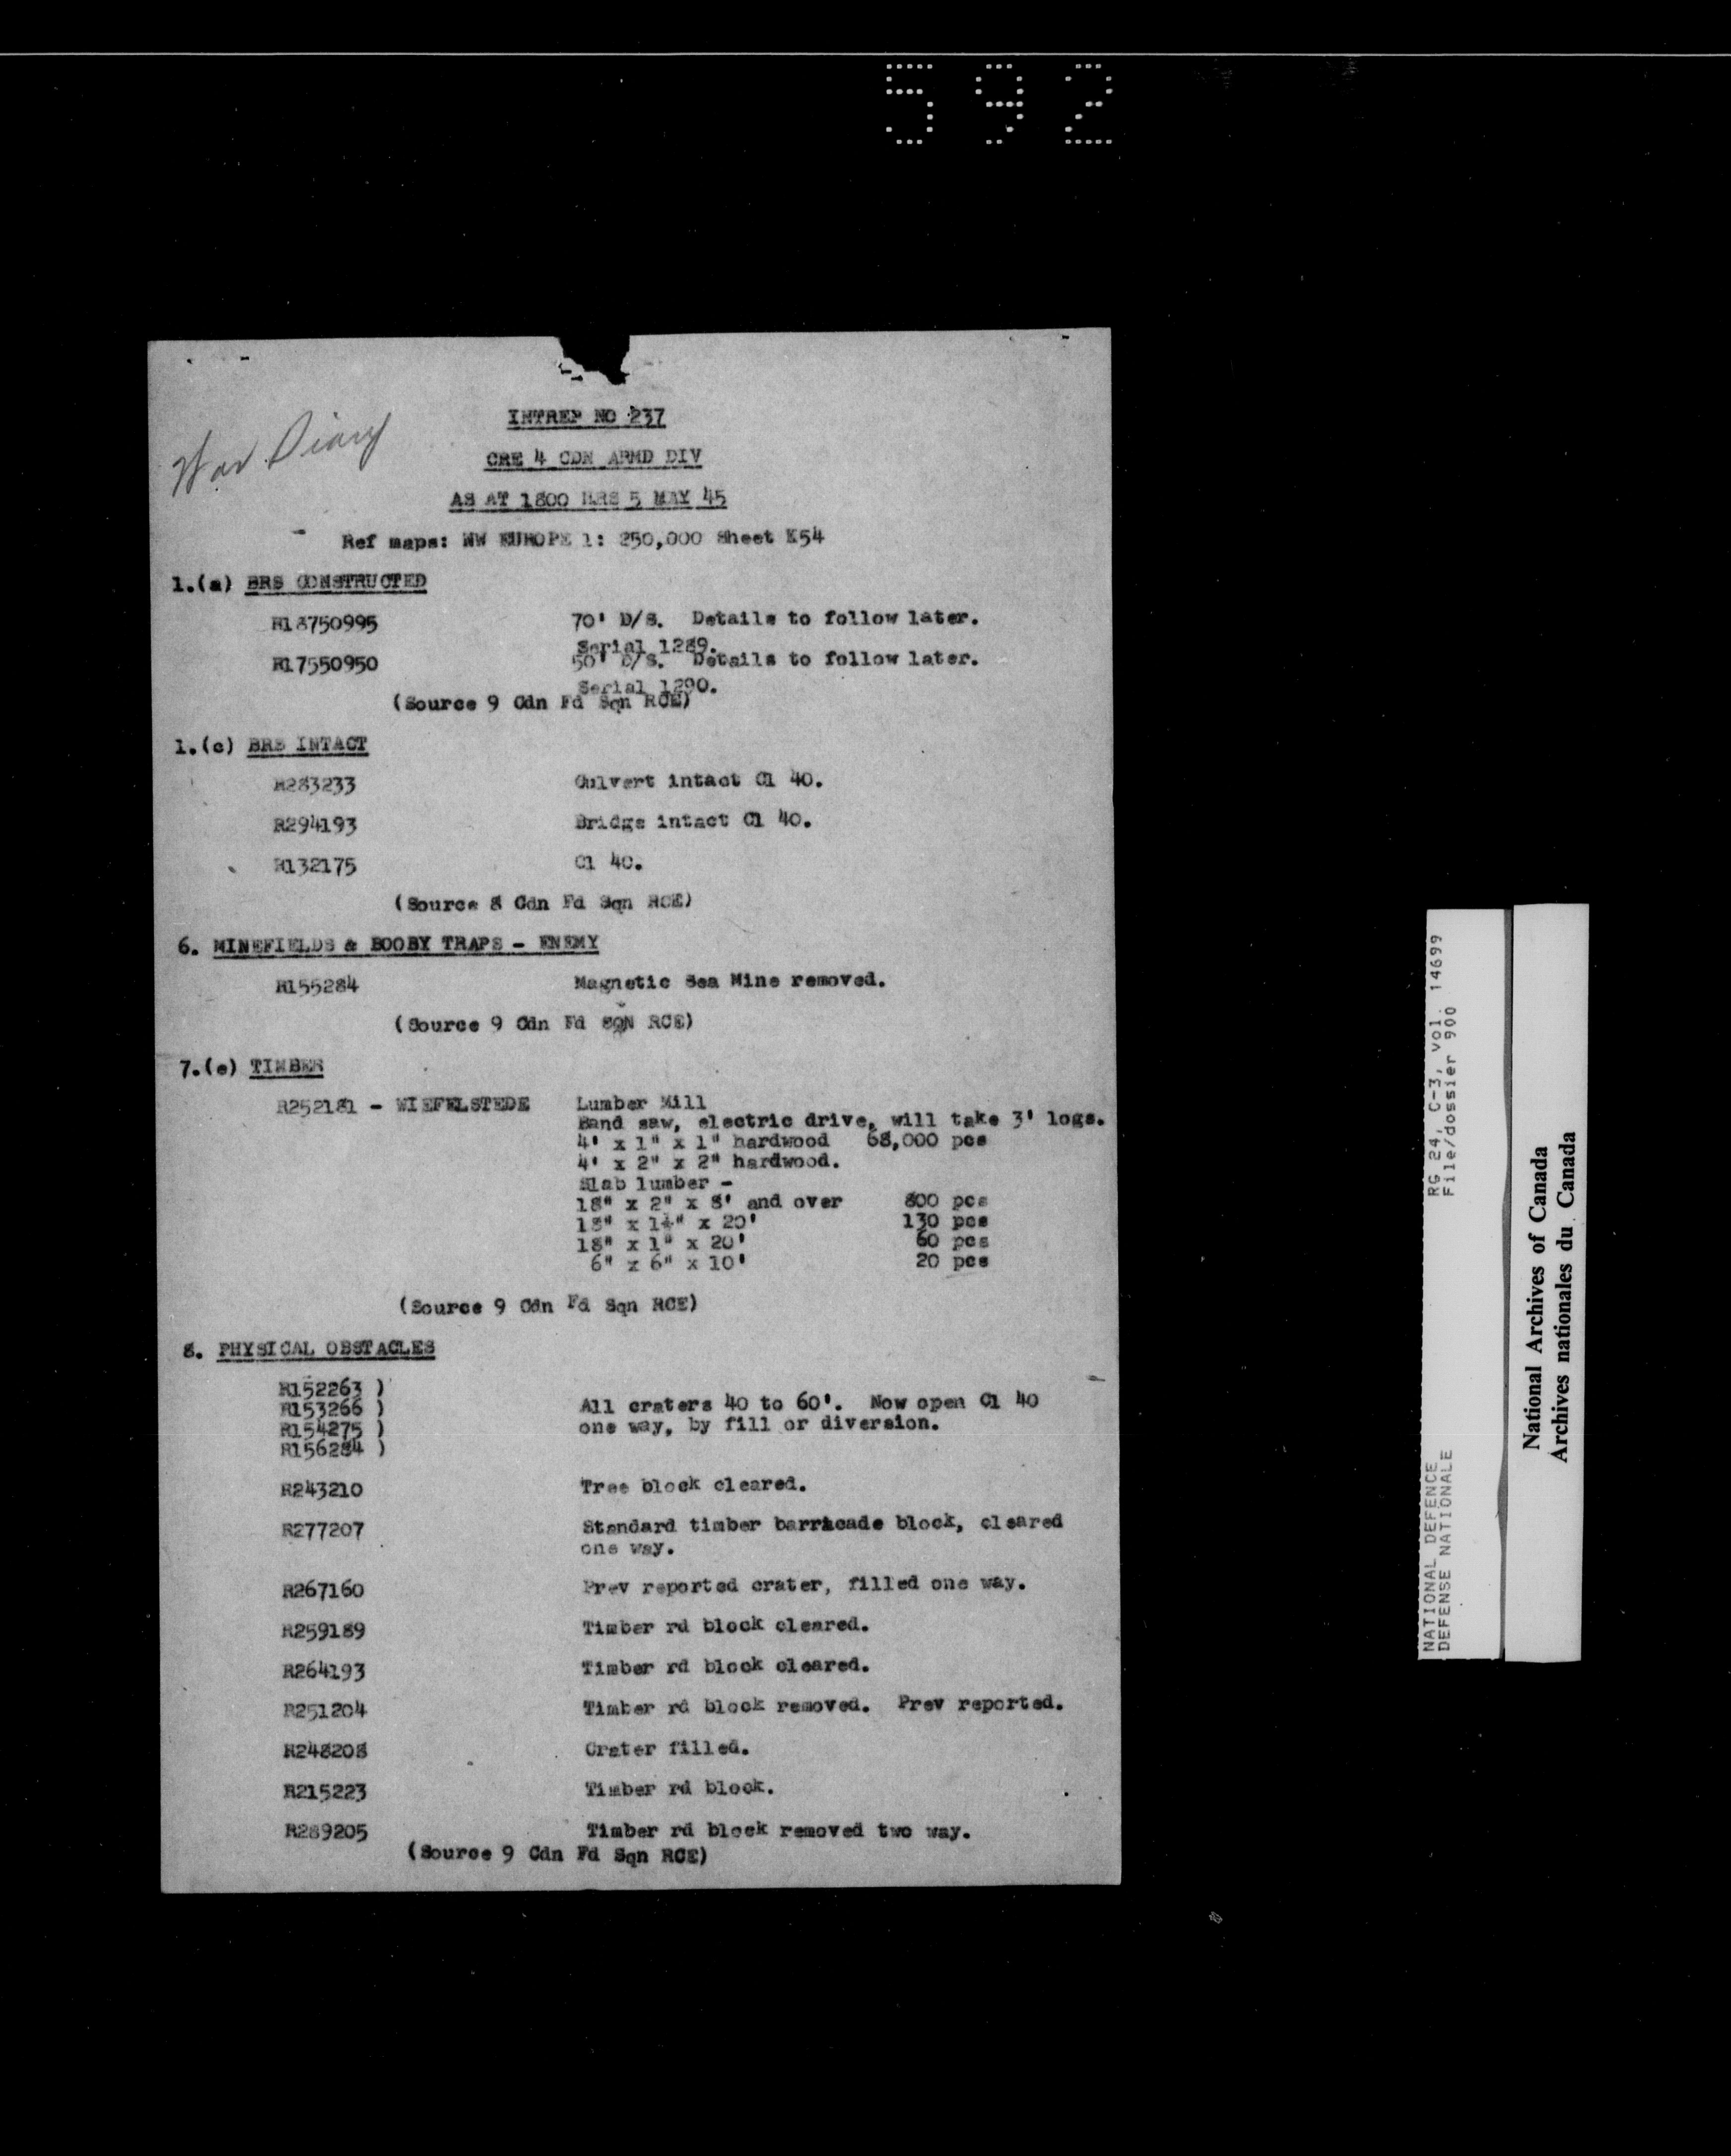 592
War Diary
INTREP NO 237
CRE 4 CDN ARMD DIV
AS AT 1800 HRS 5 MAY 45
Ref maps: NW EUROPE 1: 250,000 Sheet K54
1.(a) BRS CONSTRUCTED
R18750995 70' D/S. Details to follow later.
Serial 1289.
R17550950 50' D/S. Details to follow later.
Serial 1290.
(Source 9 Cdn Fd Sqn RCE)
1.(c) BRS INTACT
R283233 Culvert intact Cl 40.
R294193 Bridge intact Cl 40.
R132175 Cl 40.
(Source 8 Cdn Fd Sqn RCE)
6. MINEFIELDS & BOOBY TRAPS - ENEMY
R155284 Magnetic Sea Mine removed.
(Source 9 Cdn Fd SQN RCE)
7.(e) TIMBER
R252181 - WIEFELSTEDE Lumber Mill
Band saw, electric drive, will take 3' logs.
4' x 1" x 1" hardwood 68,000 pcs
4' x 2" x 2" hardwood.
Slab lumber -
18" x 2" x 8' and over 800 pcs
18" x 20' 130 pcs
18" x 1" x 20' 60 pcs
6" x 6" x 10' 20 pcs
(Source 9 Cdn Fd Sqn RCE)
8. PHYSICAL OBSTACLES
R152263 )
R153266 ) All craters 40 to 60'. Now open Cl 40
R154275 ) one way, by fill or diversion.
R156284 )
R243210 Tree block cleared.
R277207 Standard timber barricade block, cleared
one way.
R267160 Prev reported crater, filled one way.
R259189 Timber rd block cleared.
R264193 Timber rd block cleared.
R251204 Timber rd block removed. Prev reported.
R248208 Crater filled.
R215223 Timber rd block.
R289205 Timber rd block removed two way.
(Source 9 Cdn Fd Sqn RCE)
NATIONAL DEFENCE RG 24, C-3, vol. 14699
DEFENSE NATIONALE File/dossier 900
National Archives of Canada
Archives nationales du Canada